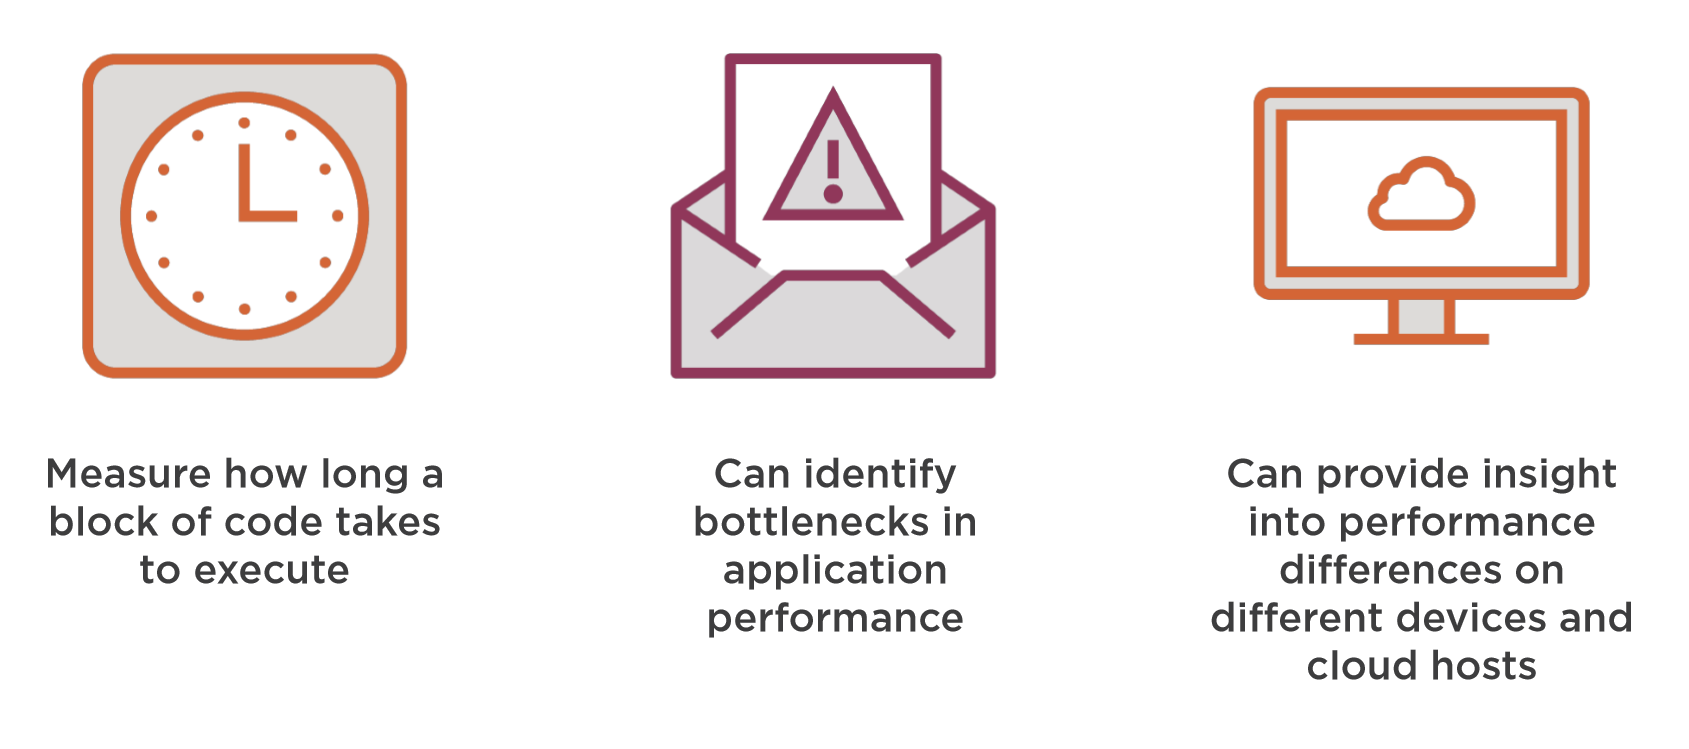 Measure how long a
block of code takes
to execute
Can identify
bottlenecks in
application
performance
Can provide insight
into performance
differences on
different devices and
cloud hosts